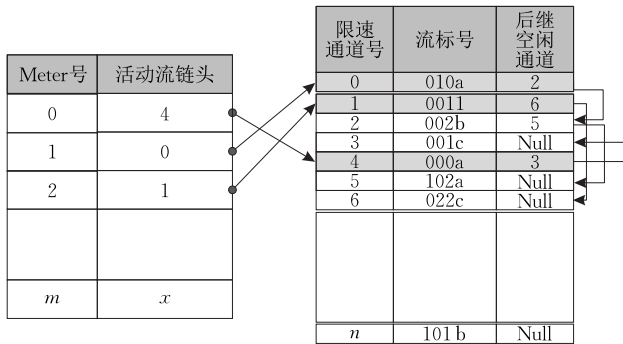 Meter号 活动流链头
0 4
1 0
2 1
m x
限速通道号 流标号 后继空闲通道
0 010a 2
1 0011 6
2 002b 5
3 001c Null
4 000a 3
5 102a Null
6 022c Null
n 101b Null